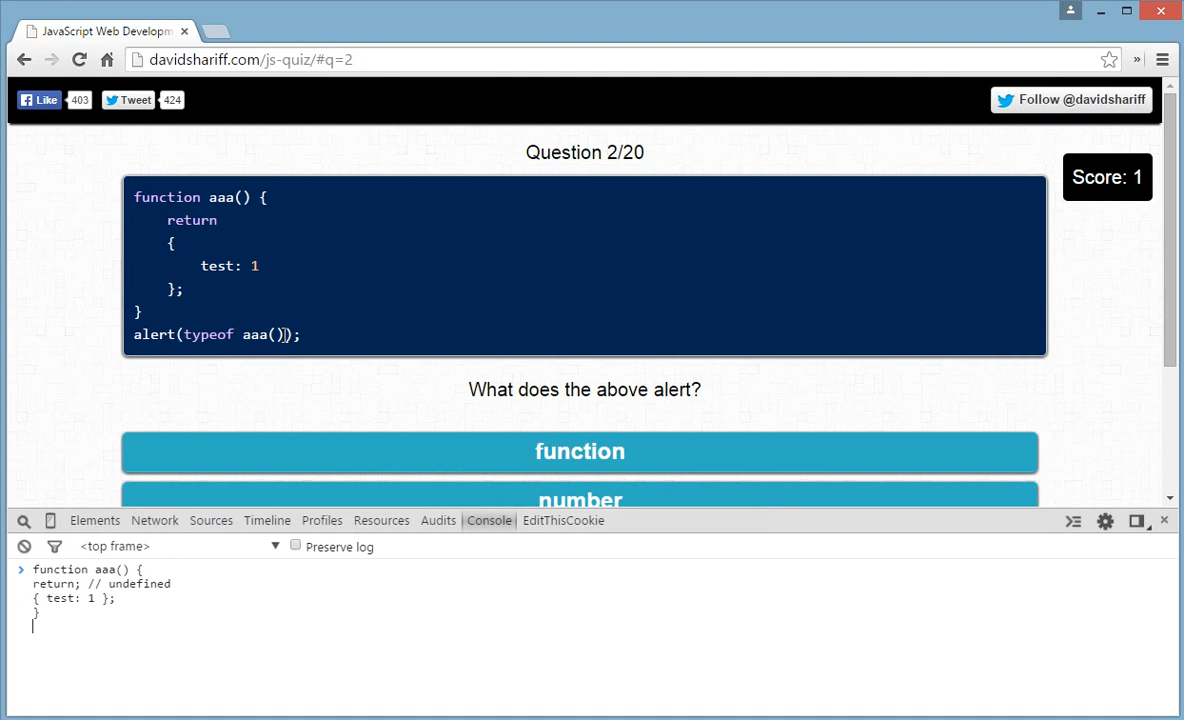 JavaScript Web Developm
davidshariff.com/js-quiz/#q=2
Like 403 Tweet 424 Follow @davidshariff
Question 2/20
Score: 1
function aaa() {
return
{
test: 1
};
}
alert(typeof aaa());
What does the above alert?
function
number
Elements Network Sources Timeline Profiles Resources Audits Console EditThisCookie
<top frame> Preserve log
function aaa() {
return; // undefined
{ test: 1 };
}